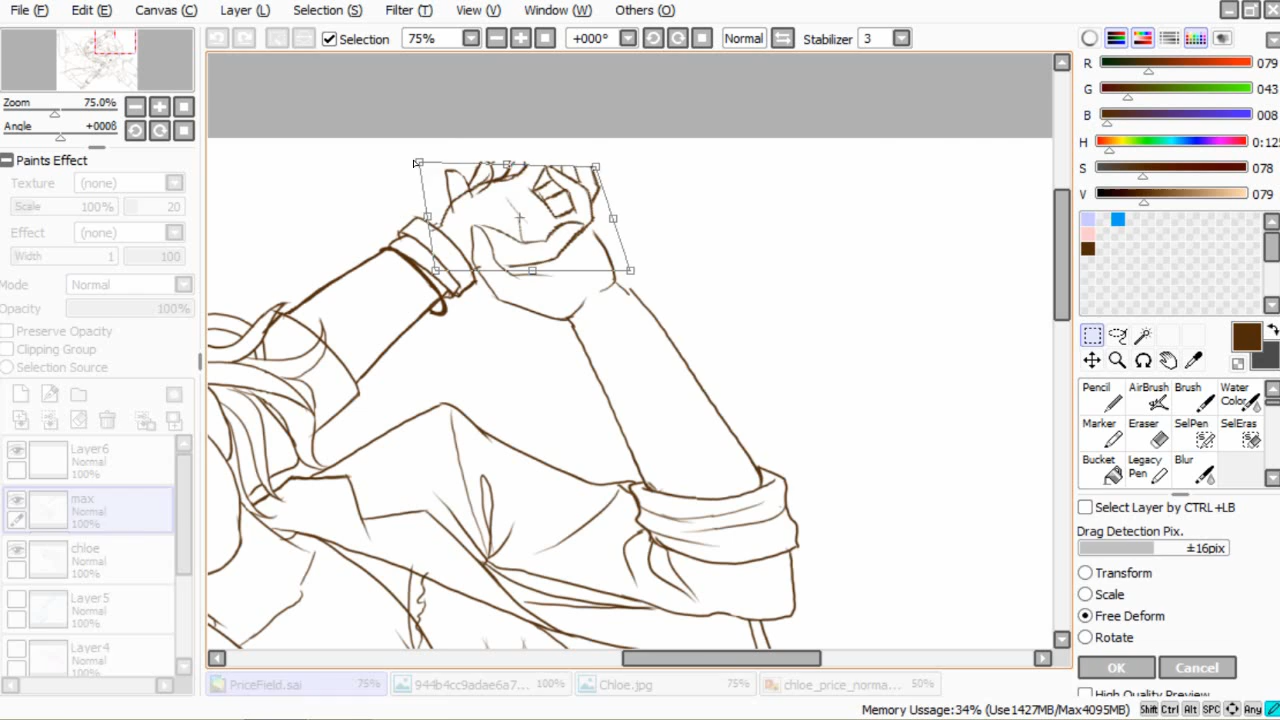 File (F) Edit (E) Canvas (C) Layer (L) Selection (S) Filter (T) View (V) Window (W) Others (O)
Selection 75% +000° Normal Stabilizer 3
Zoom 75.0%
Angle +0008
Paints Effect
Texture (none)
Scale 100% 20
Effect (none)
Width 1 100
Mode Normal
Opacity 100%
Preserve Opacity
Clipping Group
Selection Source
Layer6
Normal
100%
max
Normal
100%
chloe
Normal
100%
Layer5
Normal
100%
Layer4
Normal
100%
R 079
G 043
B 008
H 0:125
S 078
V 079
Pencil AirBrush Brush Water Color
Marker Eraser SelPen SelEras
Bucket Legacy Pen Blur
Select Layer by CTRL+LB
Drag Detection Pix.
±16pix
Transform
Scale
Free Deform
Rotate
OK Cancel
High Quality Preview
PriceField.sai 75% 944b4cc9adae6a7... 100% Chloe.jpg 75% chloe_price_norma... 50%
Memory Ussage:34% (Use1427MB/Max4095MB) Shift Ctrl Alt SPC Any